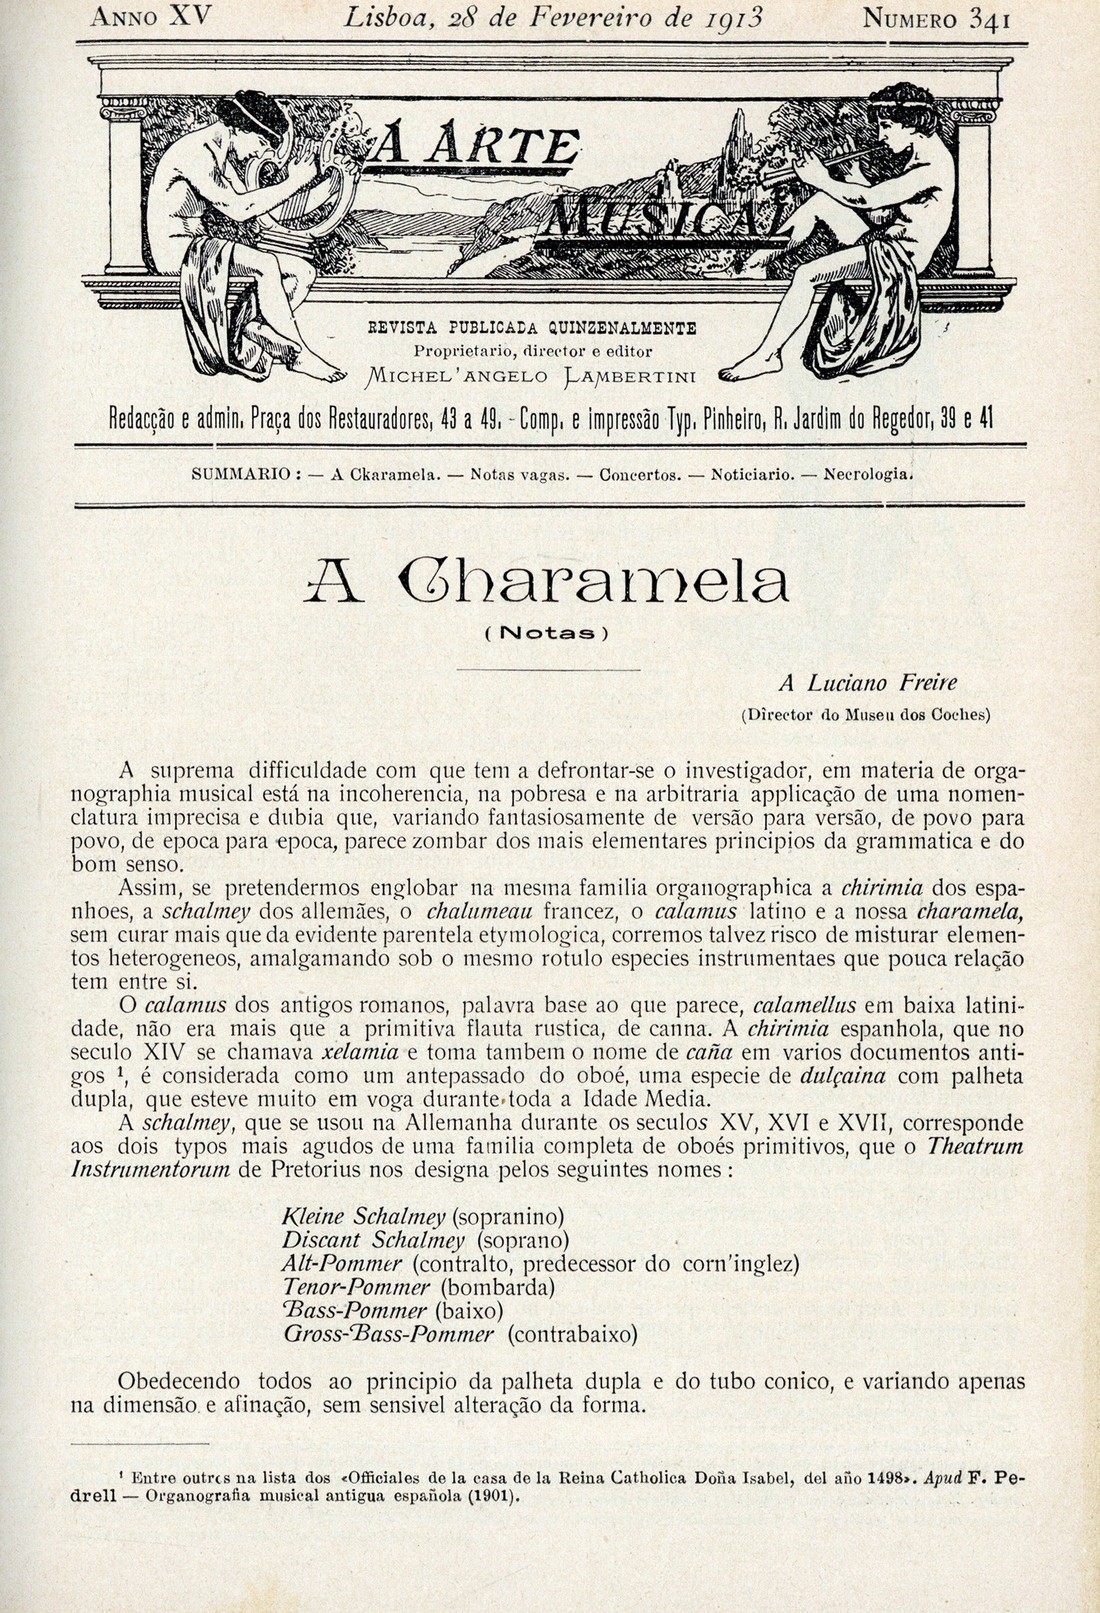 ANNO XV Lisboa, 28 de Fevereiro de 1913 NUMERO 341
A ARTE
MUSICAL
REVISTA PUBLICADA QUINZENALMENTE
Proprietario, director e editor
MICHEL'ANGELO LAMBERTINI
Redacção e admin. Praça dos Restauradores, 43 a 49. - Comp. e impressão Typ. Pinheiro, R. Jardim do Regedor, 39 e 41
SUMMARIO : — A Ckaramela. — Notas vagas. — Concertos. — Noticiario. — Necrologia.
A Charamela
(Notas)
A Luciano Freire
(Director do Museu dos Coches)
A suprema difficuldade com que tem a defrontar-se o investigador, em materia de orga-
nographia musical está na incoherencia, na pobresa e na arbitraria applicação de uma nomen-
clatura imprecisa e dubia que, variando fantasiosamente de versão para versão, de povo para
povo, de epoca para epoca, parece zombar dos mais elementares principios da grammatica e do
bom senso.
Assim, se pretendermos englobar na mesma familia organographica a chirimia dos espa-
nhoes, a schalmey dos allemães, o chalumeau francez, o calamus latino e a nossa charamela,
sem curar mais que da evidente parentela etymologica, corremos talvez risco de misturar elemen-
tos heterogeneos, amalgamando sob o mesmo rotulo especies instrumentaes que pouca relação
tem entre si.
O calamus dos antigos romanos, palavra base ao que parece, calamellus em baixa latini-
dade, não era mais que a primitiva flauta rustica, de canna. A chirimia espanhola, que no
seculo XIV se chamava xelamia e toma tambem o nome de caña em varios documentos anti-
gos ¹, é considerada como um antepassado do oboé, uma especie de dulçaina com palheta
dupla, que esteve muito em voga durante toda a Idade Media.
A schalmey, que se usou na Allemanha durante os seculos XV, XVI e XVII, corresponde
aos dois typos mais agudos de uma familia completa de oboés primitivos, que o Theatrum
Instrumentorum de Pretorius nos designa pelos seguintes nomes :
Kleine Schalmey (sopranino)
Discant Schalmey (soprano)
Alt-Pommer (contralto, predecessor do corn'inglez)
Tenor-Pommer (bombarda)
Bass-Pommer (baixo)
Gross-Bass-Pommer (contrabaixo)
Obedecendo todos ao principio da palheta dupla e do tubo conico, e variando apenas
na dimensão e afinação, sem sensivel alteração da forma.
¹ Entre outros na lista dos «Officiales de la casa de la Reina Catholica Doña Isabel, del año 1498». Apud F. Pe-
drell — Organografia musical antigua española (1901).